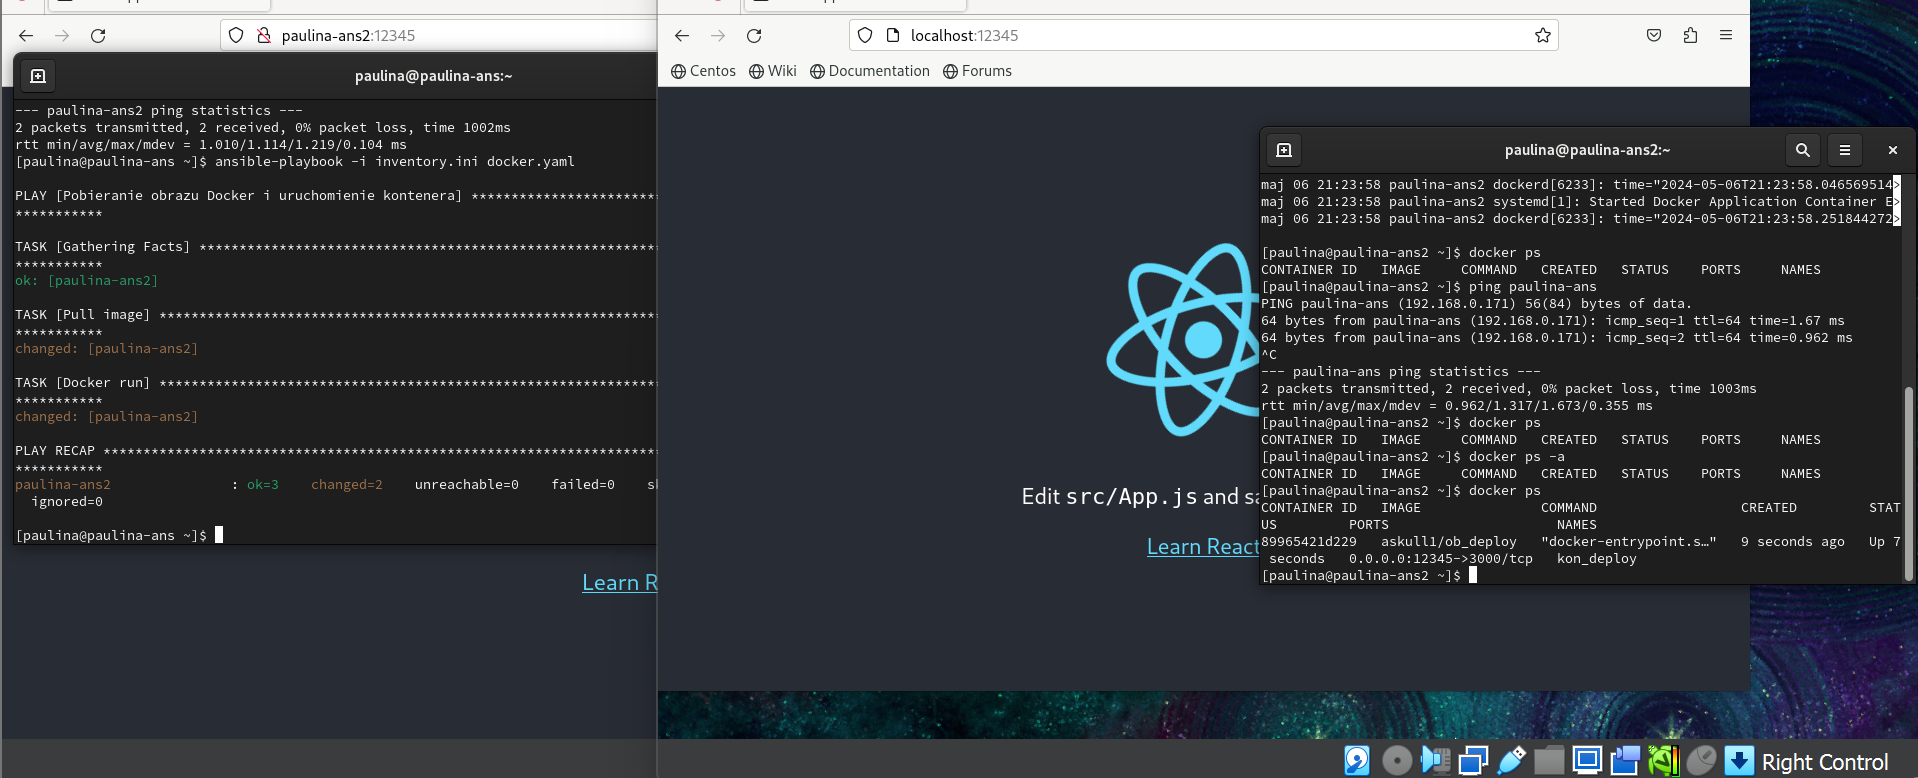 paulina-ans2:12345
paulina@paulina-ans:~
--- paulina-ans2 ping statistics ---
2 packets transmitted, 2 received, 0% packet loss, time 1002ms
rtt min/avg/max/mdev = 1.010/1.114/1.219/0.104 ms
[paulina@paulina-ans ~]$ ansible-playbook -i inventory.ini docker.yaml
PLAY [Pobieranie obrazu Docker i uruchomienie kontenera] ***********************
***********
TASK [Gathering Facts] *********************************************************
***********
ok: [paulina-ans2]
TASK [Pull image] **************************************************************
***********
changed: [paulina-ans2]
TASK [Docker run] **************************************************************
***********
changed: [paulina-ans2]
PLAY RECAP *********************************************************************
***********
paulina-ans2 : ok=3 changed=2 unreachable=0 failed=0
ignored=0
[paulina@paulina-ans ~]$
Learn R
localhost:12345
Centos Wiki Documentation Forums
Edit src/App.js and sa
Learn React
paulina@paulina-ans2:~
maj 06 21:23:58 paulina-ans2 dockerd[6233]: time="2024-05-06T21:23:58.046569514>
maj 06 21:23:58 paulina-ans2 systemd[1]: Started Docker Application Container E>
maj 06 21:23:58 paulina-ans2 dockerd[6233]: time="2024-05-06T21:23:58.251844272>
[paulina@paulina-ans2 ~]$ docker ps
CONTAINER ID IMAGE COMMAND CREATED STATUS PORTS NAMES
[paulina@paulina-ans2 ~]$ ping paulina-ans
PING paulina-ans (192.168.0.171) 56(84) bytes of data.
64 bytes from paulina-ans (192.168.0.171): icmp_seq=1 ttl=64 time=1.67 ms
64 bytes from paulina-ans (192.168.0.171): icmp_seq=2 ttl=64 time=0.962 ms
^C
--- paulina-ans ping statistics ---
2 packets transmitted, 2 received, 0% packet loss, time 1003ms
rtt min/avg/max/mdev = 0.962/1.317/1.673/0.355 ms
[paulina@paulina-ans2 ~]$ docker ps
CONTAINER ID IMAGE COMMAND CREATED STATUS PORTS NAMES
[paulina@paulina-ans2 ~]$ docker ps -a
CONTAINER ID IMAGE COMMAND CREATED STATUS PORTS NAMES
[paulina@paulina-ans2 ~]$ docker ps
CONTAINER ID IMAGE COMMAND CREATED STAT
US PORTS NAMES
89965421d229 askull1/ob_deploy "docker-entrypoint.s…" 9 seconds ago Up 7
seconds 0.0.0.0:12345->3000/tcp kon_deploy
[paulina@paulina-ans2 ~]$
Right Control